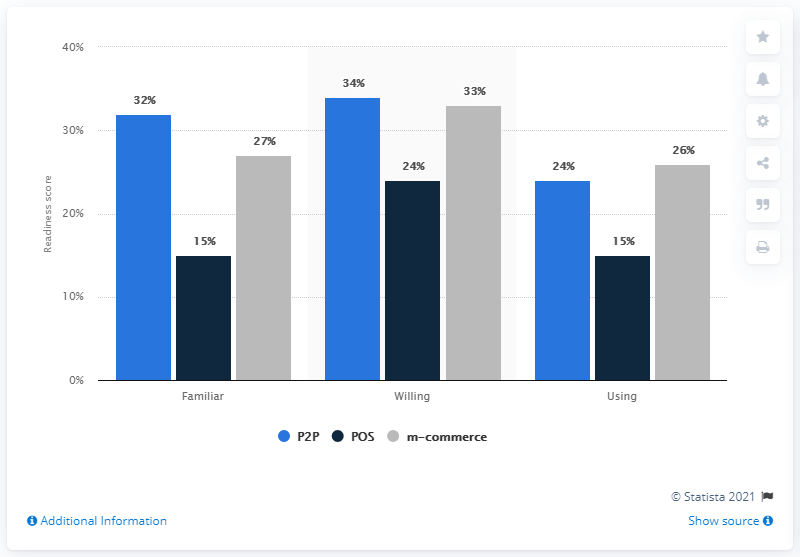 40%
30%
20%
10%
0%
Readiness score
32%
15%
27%
34%
24%
33%
24%
15%
26%
Familiar
Willing
Using
P2P
POS
m-commerce
© Statista 2021
Additional Information
Show source